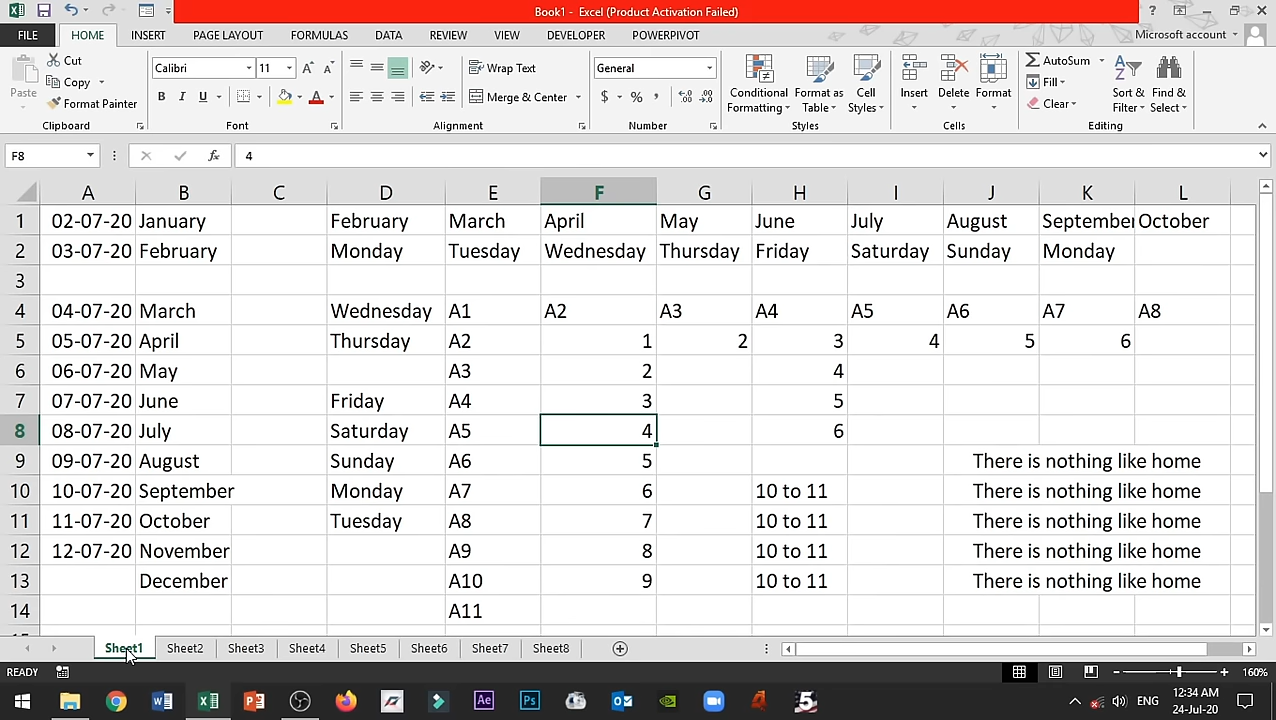 Book1 - Excel (Product Activation Failed)
FILE HOME INSERT PAGE LAYOUT FORMULAS DATA REVIEW VIEW DEVELOPER POWERPIVOT Microsoft account
Paste Cut Copy Format Painter Clipboard
Calibri 11 B I U A Font
Wrap Text Merge & Center Alignment
General $ % , Number
Conditional Formatting Format as Table Cell Styles Styles
Insert Delete Format Cells
AutoSum Fill Clear Sort & Filter Find & Select Editing
F8 fx 4
A B C D E F G H I J K L
1 02-07-20 January February March April May June July August September October
2 03-07-20 February Monday Tuesday Wednesday Thursday Friday Saturday Sunday Monday
3
4 04-07-20 March Wednesday A1 A2 A3 A4 A5 A6 A7 A8
5 05-07-20 April Thursday A2 1 2 3 4 5 6
6 06-07-20 May A3 2 4
7 07-07-20 June Friday A4 3 5
8 08-07-20 July Saturday A5 4 6
9 09-07-20 August Sunday A6 5 There is nothing like home
10 10-07-20 September Monday A7 6 10 to 11 There is nothing like home
11 11-07-20 October Tuesday A8 7 10 to 11 There is nothing like home
12 12-07-20 November A9 8 10 to 11 There is nothing like home
13 December A10 9 10 to 11 There is nothing like home
14 A11
Sheet1 Sheet2 Sheet3 Sheet4 Sheet5 Sheet6 Sheet7 Sheet8
READY 160%
ENG 12:34 AM
24-Jul-20